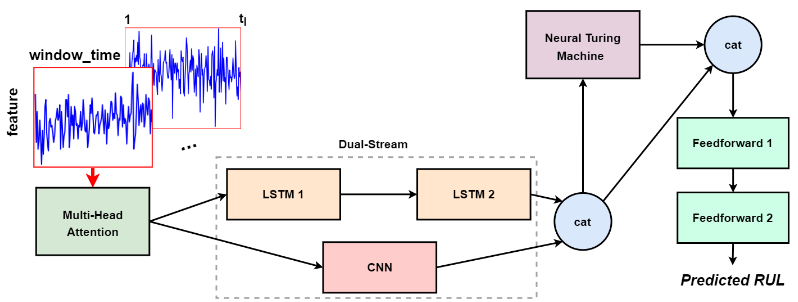 1
t_l
window_time
feature
...
Multi-Head
Attention
Dual-Stream
LSTM 1
LSTM 2
CNN
cat
Neural Turing
Machine
cat
Feedforward 1
Feedforward 2
Predicted RUL